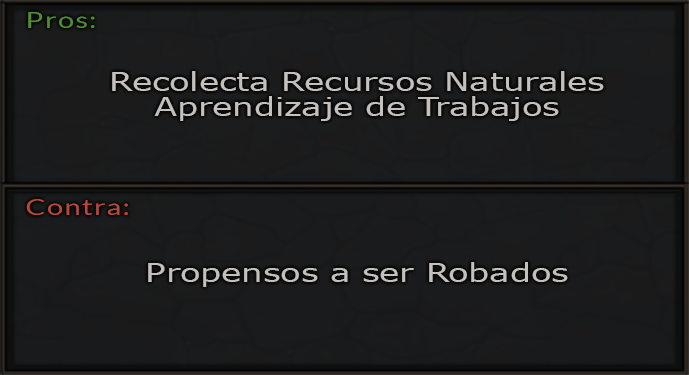 Pros:
Recolecta Recursos Naturales
Aprendizaje de Trabajos
Contra:
Propensos a ser Robados